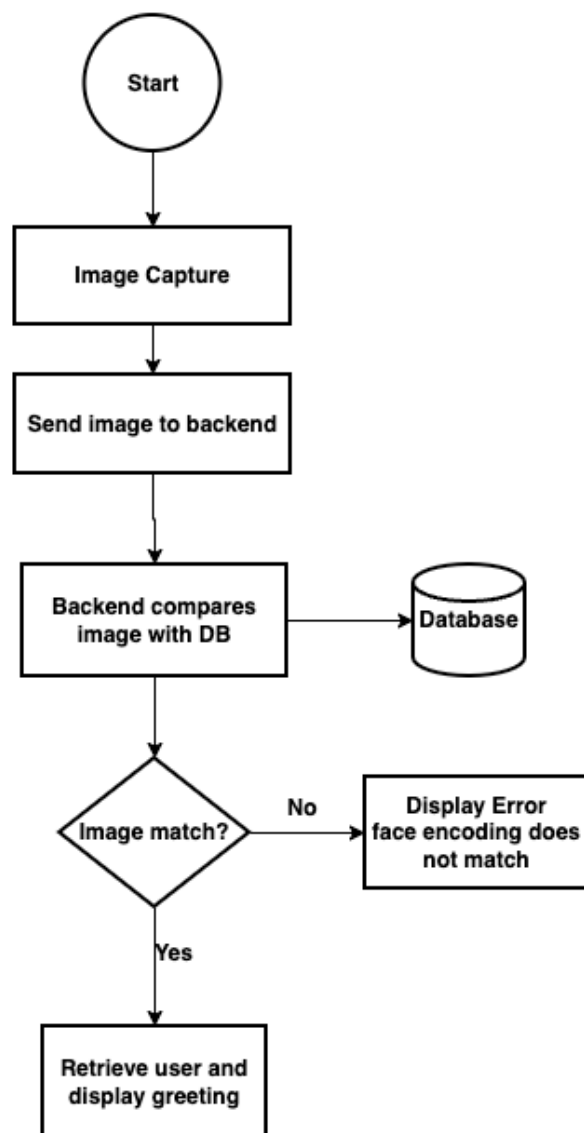 Start
Image Capture
Send image to backend
Backend compares
image with DB
Database
Image match?
No
Display Error
face encoding does
not match
Yes
Retrieve user and
display greeting